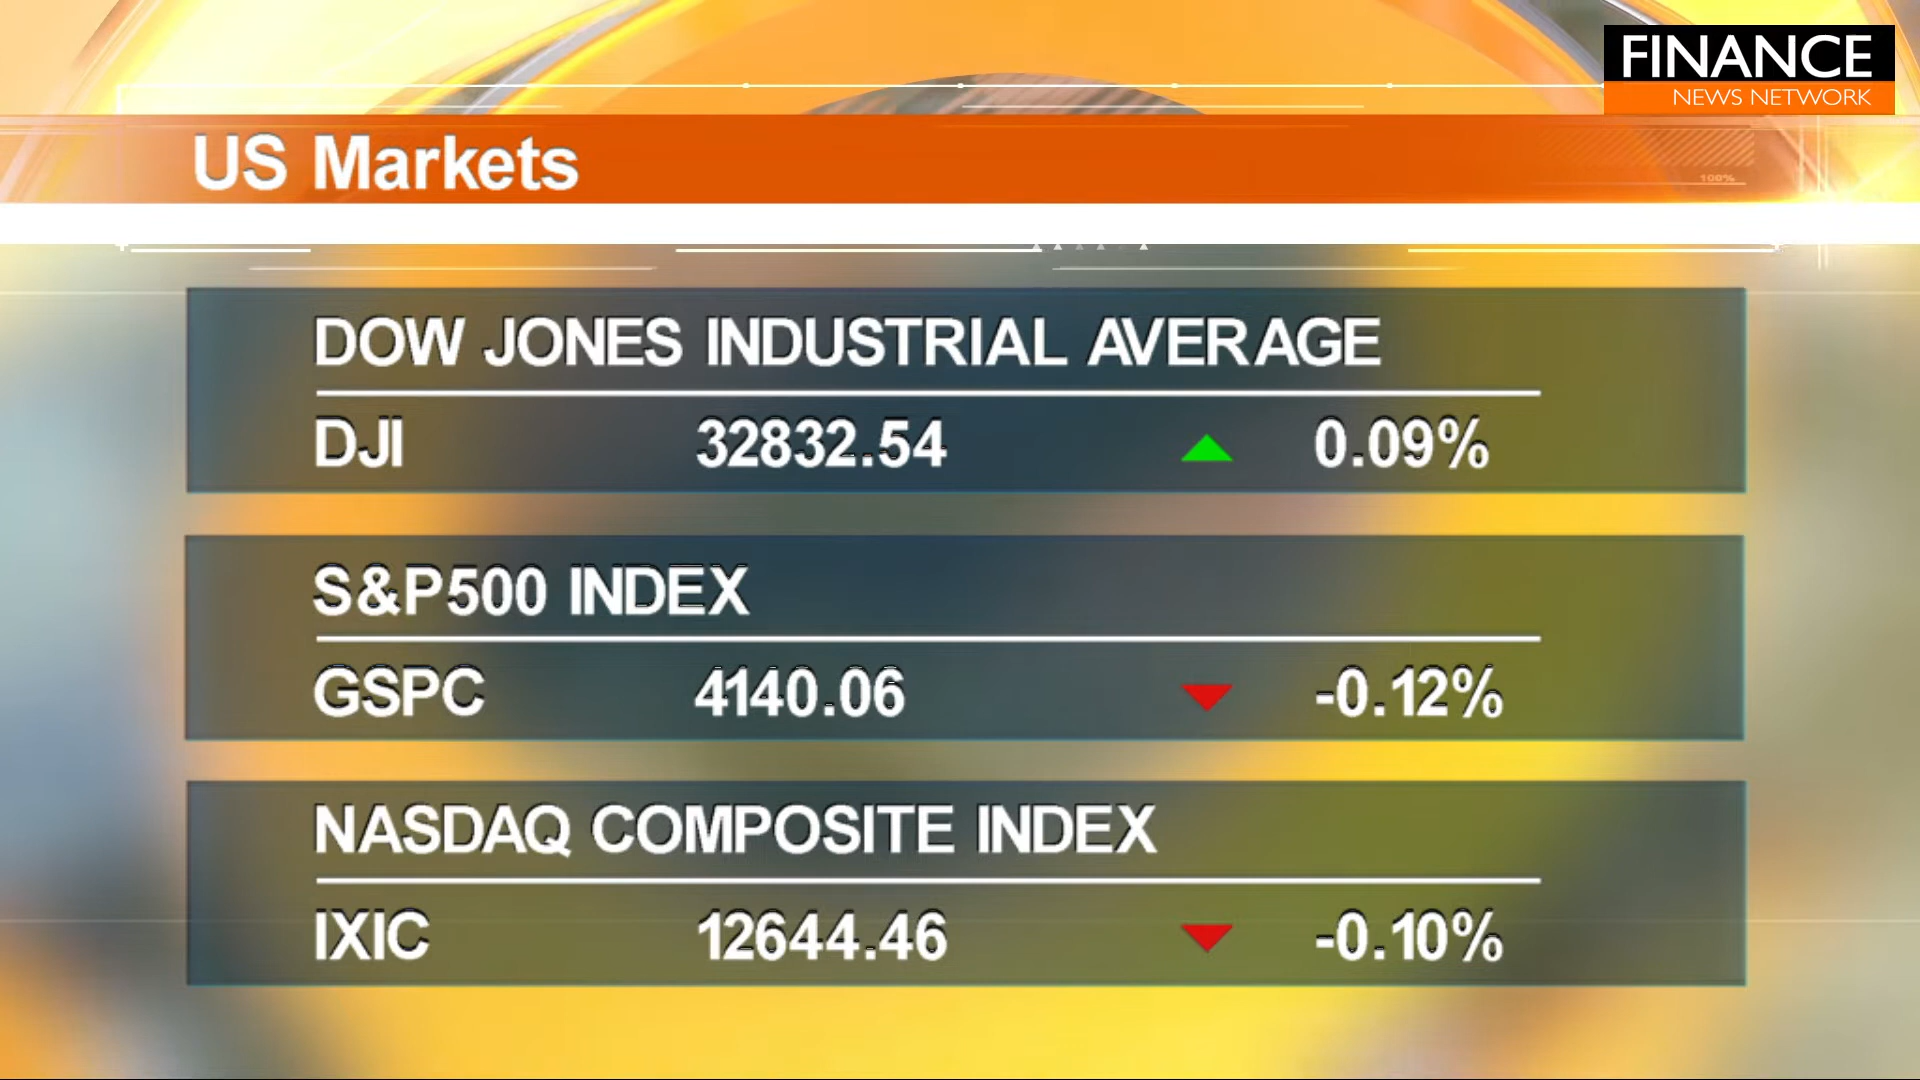 FINANCE
NEWS NETWORK
US Markets
100%
DOW JONES INDUSTRIAL AVERAGE
DJI 32832.54 0.09%
S&P500 INDEX
GSPC 4140.06 -0.12%
NASDAQ COMPOSITE INDEX
IXIC 12644.46 -0.10%